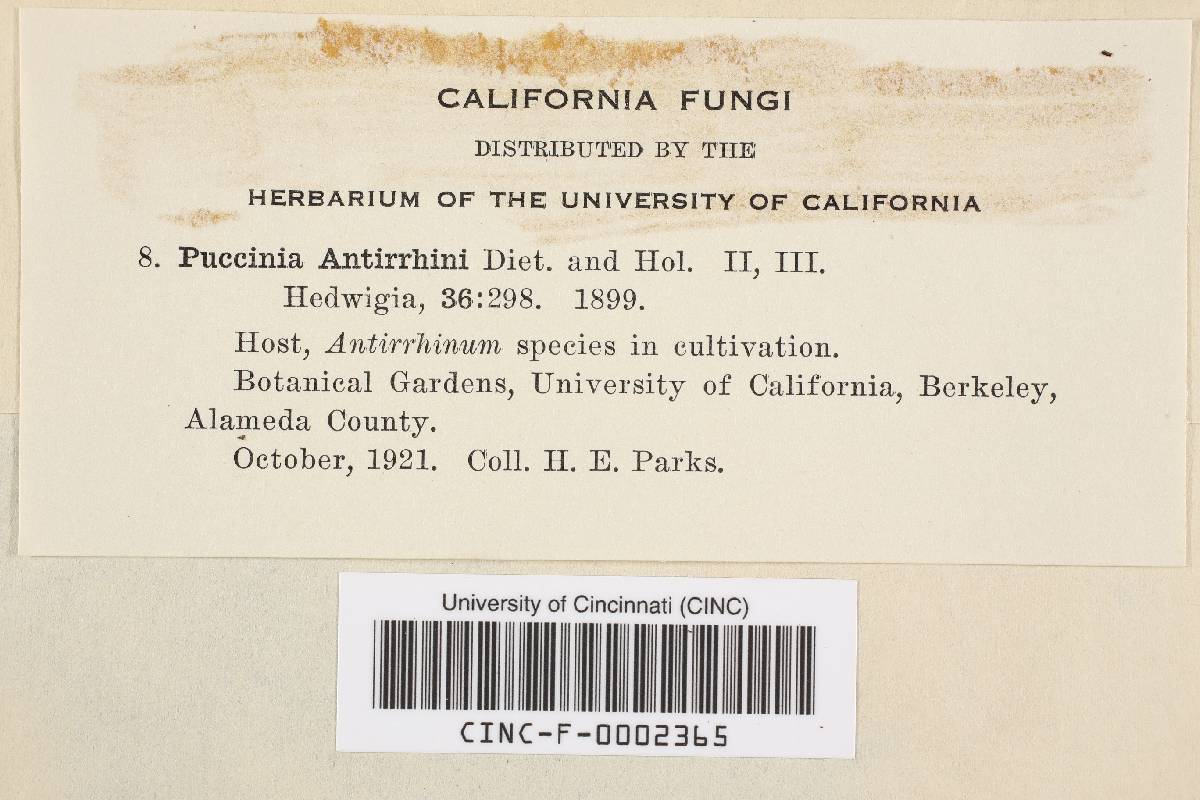 CALIFORNIA FUNGI
DISTRIBUTED BY THE
HERBARIUM OF THE UNIVERSITY OF CALIFORNIA
8. Puccinia Antirrhini Diet. and Hol. II, III.
Hedwigia, 36:298. 1899.
Host, Antirrhinum species in cultivation.
Botanical Gardens, University of California, Berkeley,
Alameda County.
October, 1921. Coll. H. E. Parks.
University of Cincinnati (CINC)
CINC-F-0002365